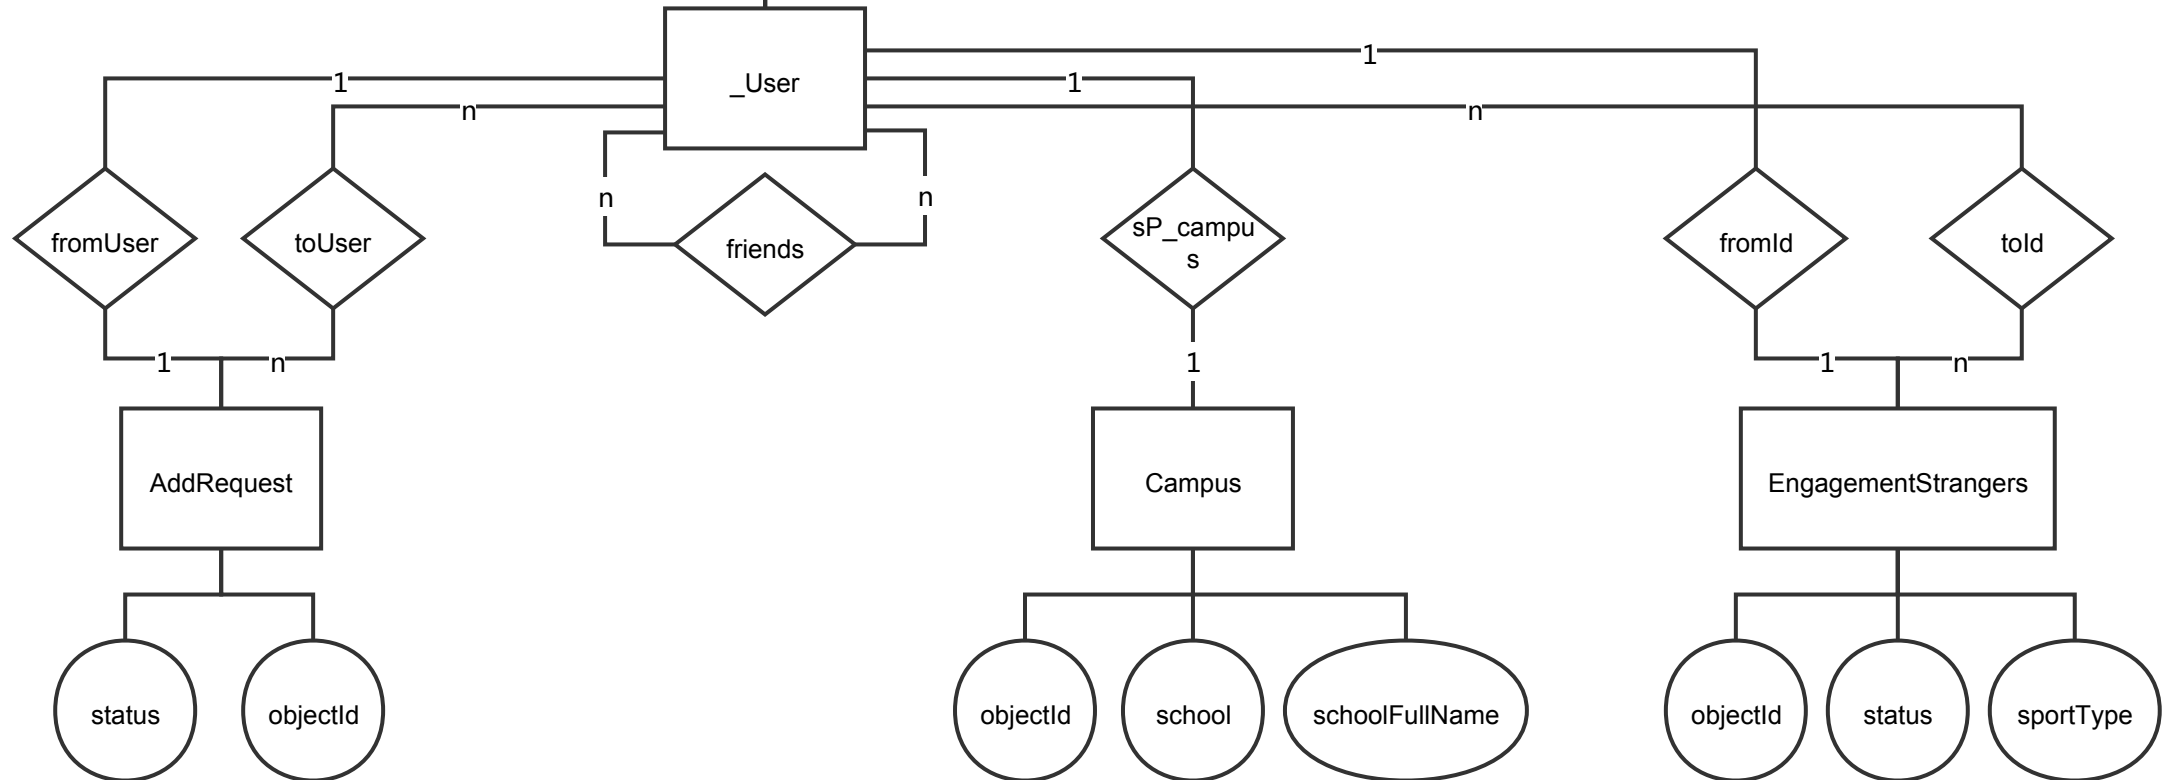 1
_User
1
1
n
n
n
n
fromUser
toUser
friends
sP_campu
s
fromId
toId
1
n
1
1
n
AddRequest
Campus
EngagementStrangers
status
objectId
objectId
school
schoolFullName
objectId
status
sportType